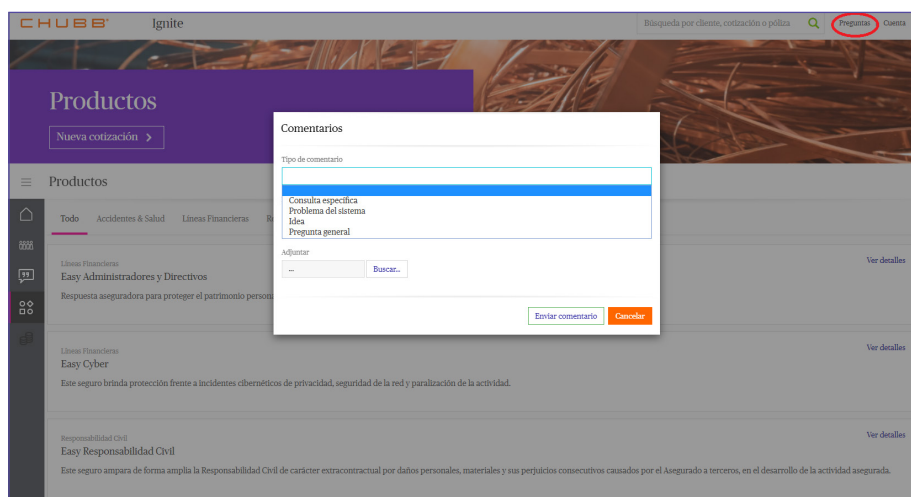 CHUBB®
Ignite
Búsqueda por cliente, cotización o póliza
Preguntas
Cuenta
Productos
Nueva cotización
Productos
Todo
Accidentes & Salud
Líneas Financieras
Comentarios
Tipo de comentario
Consulta específica
Problema del sistema
Idea
Pregunta general
Adjuntar
...
Buscar...
Enviar comentario
Cancelar
Líneas Financieras
Ver detalles
Easy Administradores y Directivos
Respuesta aseguradora para proteger el patrimonio
Líneas Financieras
Ver detalles
Easy Cyber
Este seguro brinda protección frente a incidentes cibernéticos de privacidad, seguridad de la red y paralización de la actividad.
Responsabilidad Civil
Ver detalles
Easy Responsabilidad Civil
Este seguro ampara de forma amplia la Responsabilidad Civil de carácter extracontractual por daños personales, materiales y sus perjuicios consecutivos causados por el Asegurado a terceros, en el desarrollo de la actividad asegurada.